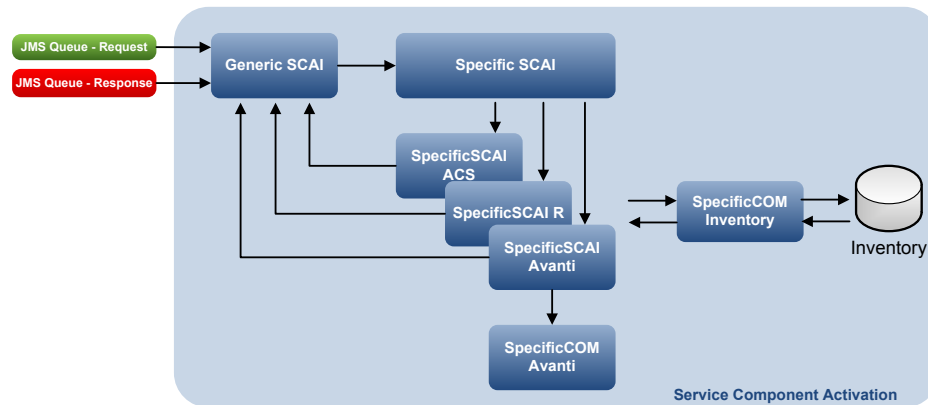 JMS Queue - Request
JMS Queue - Response
Generic SCAI
Specific SCAI
SpecificSCAI
ACS
SpecificSCAI R
SpecificSCAI
Avanti
SpecificCOM
Avanti
SpecificCOM
Inventory
Inventory
Service Component Activation